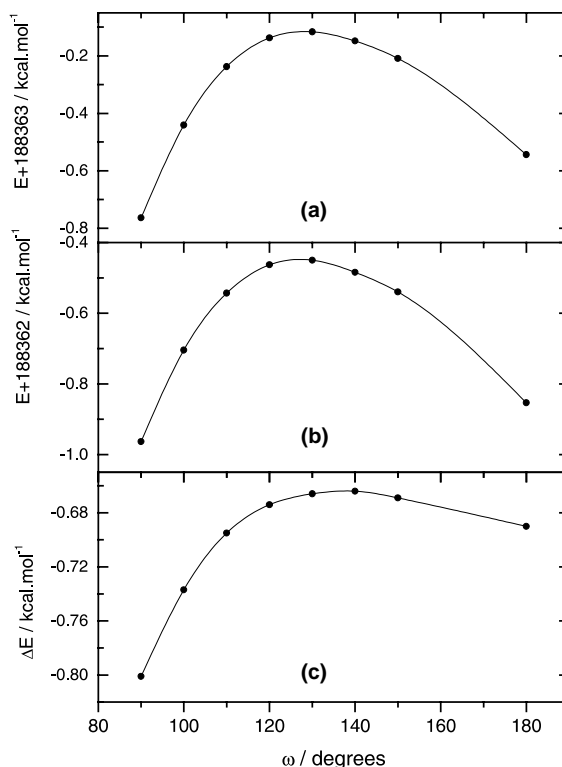 E+188363 / kcal.mol⁻¹
-0.2
-0.4
-0.6
-0.8
(a)
E+188362 / kcal.mol⁻¹
-0.4
-0.6
-0.8
-1.0
(b)
ΔE / kcal.mol⁻¹
-0.68
-0.72
-0.76
-0.80
(c)
80 100 120 140 160 180
ω / degrees